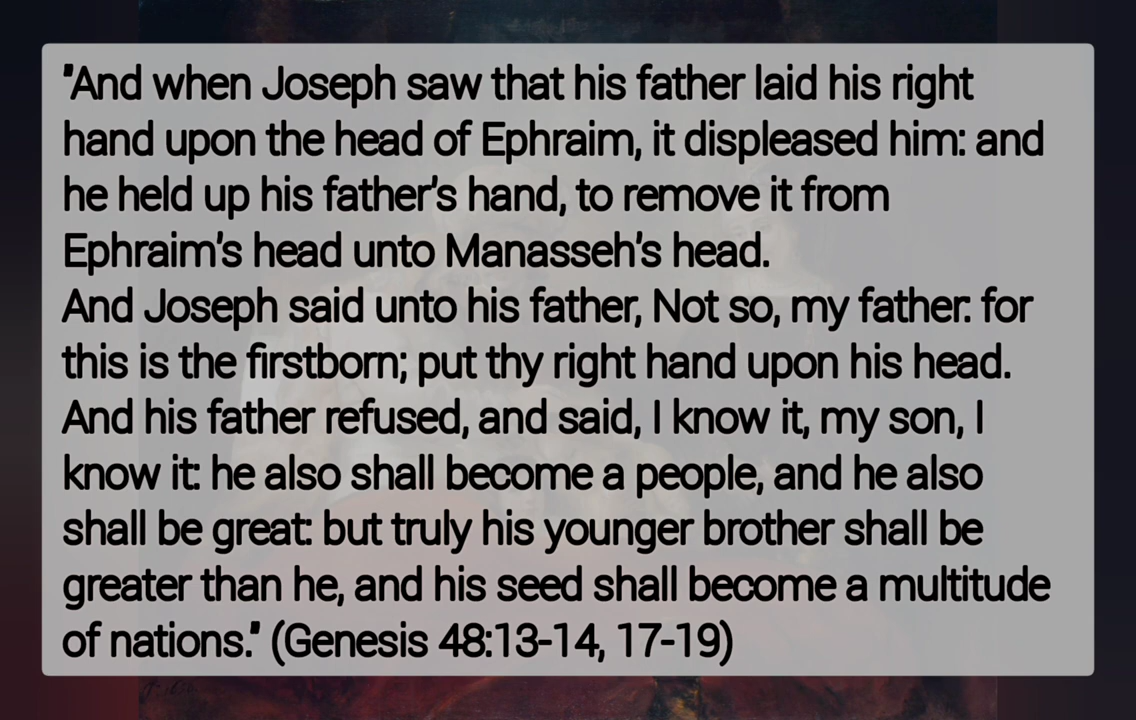 "And when Joseph saw that his father laid his right
hand upon the head of Ephraim, it displeased him: and
he held up his father's hand, to remove it from
Ephraim's head unto Manasseh's head.
And Joseph said unto his father, Not so, my father: for
this is the firstborn; put thy right hand upon his head.
And his father refused, and said, I know it, my son, I
know it: he also shall become a people, and he also
shall be great: but truly his younger brother shall be
greater than he, and his seed shall become a multitude
of nations." (Genesis 48:13-14, 17-19)